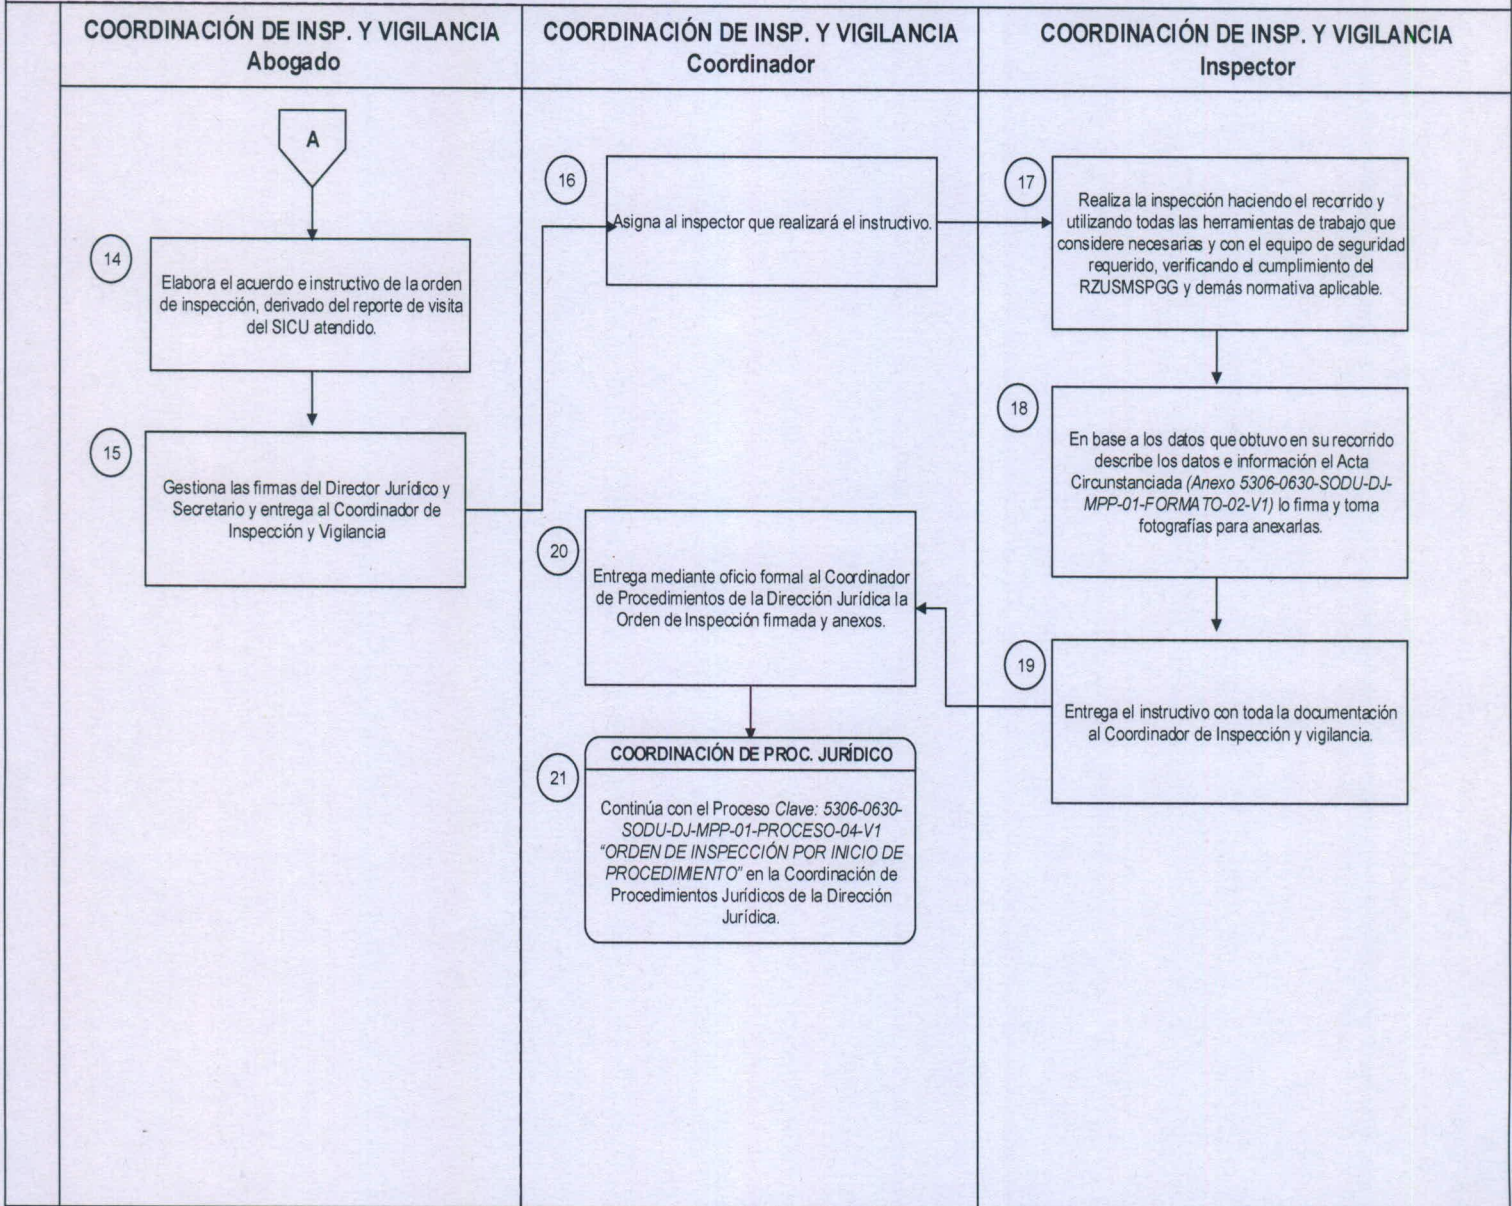 COORDINACIÓN DE INSP. Y VIGILANCIA
Abogado
COORDINACIÓN DE INSP. Y VIGILANCIA
Coordinador
COORDINACIÓN DE INSP. Y VIGILANCIA
Inspector
A
14
Elabora el acuerdo e instructivo de la orden
de inspección, derivado del reporte de visita
del SICU atendido.
15
Gestiona las firmas del Director Jurídico y
Secretario y entrega al Coordinador de
Inspección y Vigilancia
16
Asigna al inspector que realizará el instructivo.
17
Realiza la inspección haciendo el recorrido y
utilizando todas las herramientas de trabajo que
considere necesarias y con el equipo de seguridad
requerido, verificando el cumplimiento del
RZUSMSPGG y demás normativa aplicable.
18
En base a los datos que obtuvo en su recorrido
describe los datos e información el Acta
Circunstanciada (Anexo 5306-0630-SODU-DJ-
MPP-01-FORMATO-02-V1) lo firma y toma
fotografías para anexarlas.
19
Entrega el instructivo con toda la documentación
al Coordinador de Inspección y vigilancia.
20
Entrega mediante oficio formal al Coordinador
de Procedimientos de la Dirección Jurídica la
Orden de Inspección firmada y anexos.
21
COORDINACIÓN DE PROC. JURÍDICO
Continúa con el Proceso Clave: 5306-0630-
SODU-DJ-MPP-01-PROCESO-04-V1
"ORDEN DE INSPECCIÓN POR INICIO DE
PROCEDIMIENTO" en la Coordinación de
Procedimientos Jurídicos de la Dirección
Jurídica.